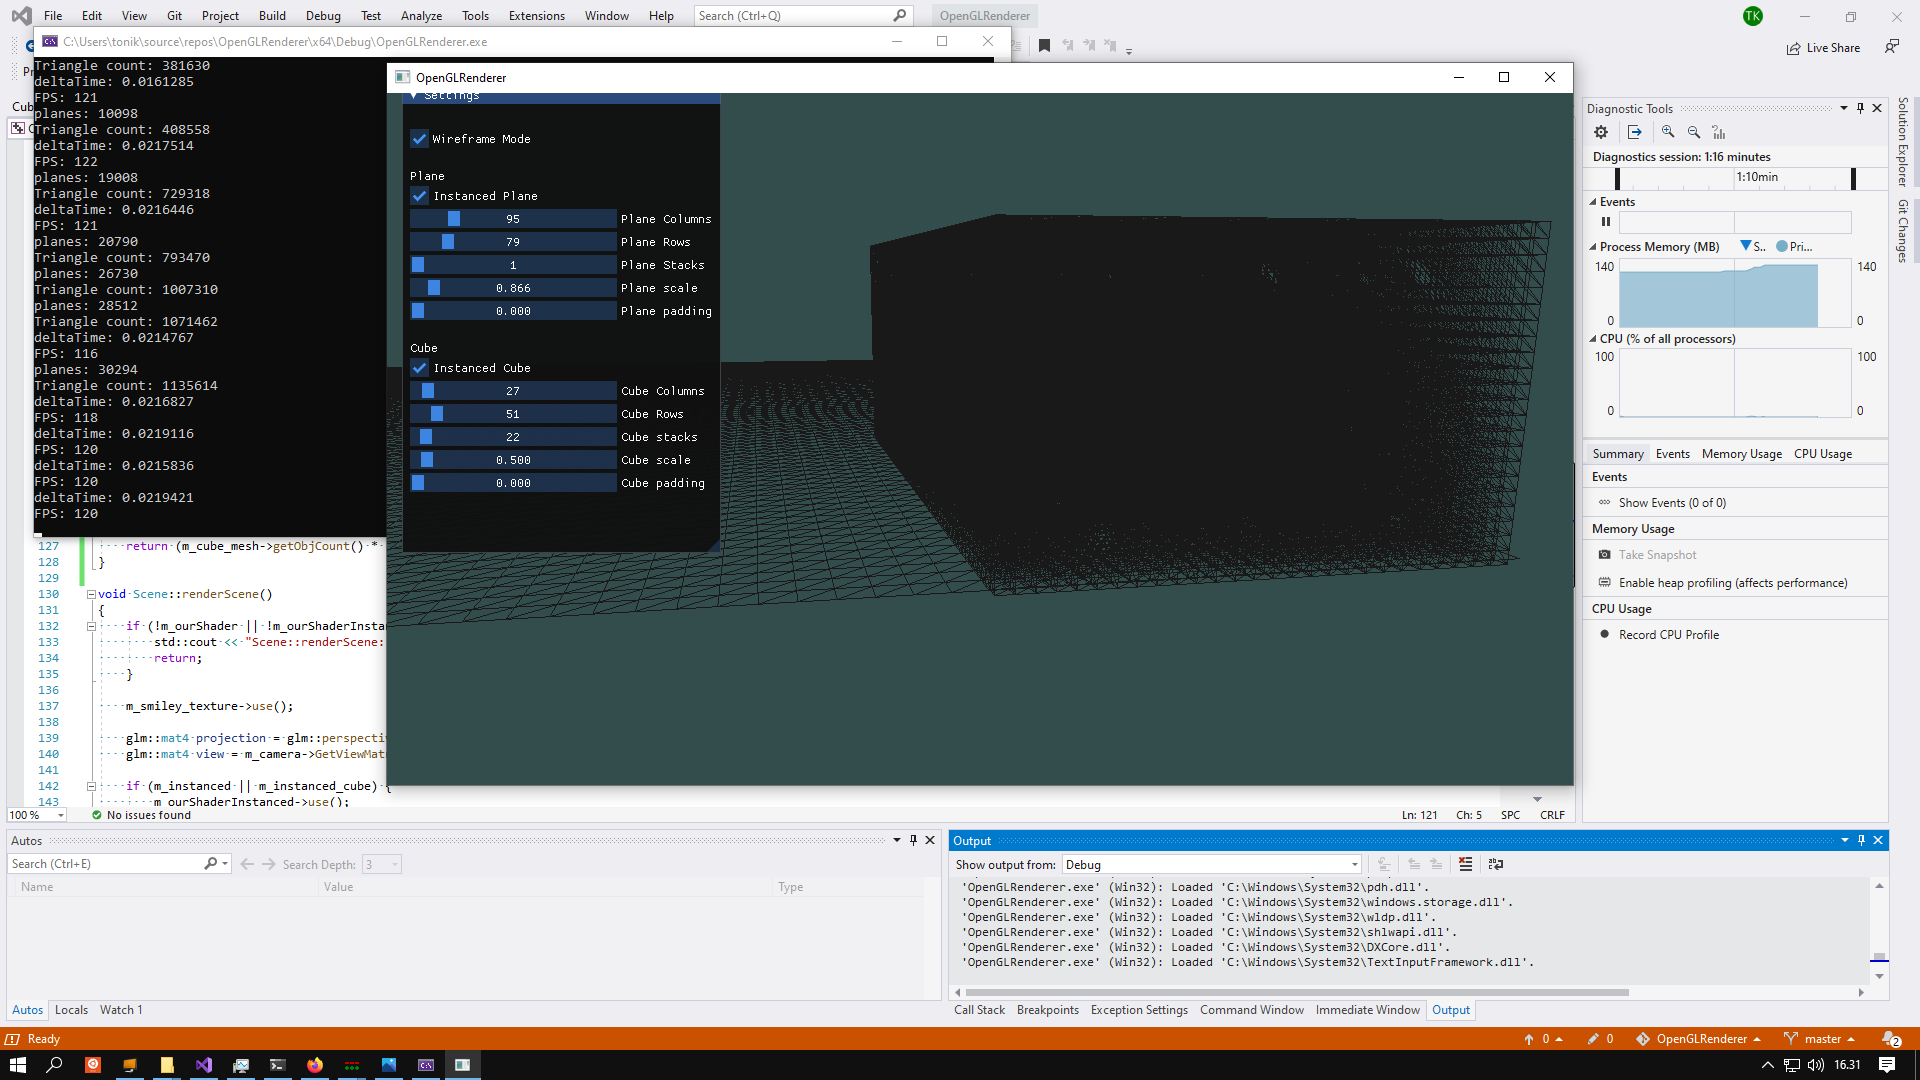 File Edit View Git Project Build Debug Test Analyze Tools Extensions Window Help Search (Ctrl+Q) OpenGLRenderer TK
C:\Users\tonik\source\repos\OpenGLRenderer\x64\Debug\OpenGLRenderer.exe
Live Share
Triangle count: 381630
deltaTime: 0.0161285
FPS: 121
planes: 10098
Triangle count: 408558
deltaTime: 0.0217514
FPS: 122
planes: 19008
Triangle count: 729318
deltaTime: 0.0216446
FPS: 121
planes: 20790
Triangle count: 793470
planes: 26730
Triangle count: 1007310
planes: 28512
Triangle count: 1071462
deltaTime: 0.0214767
FPS: 116
planes: 30294
Triangle count: 1135614
deltaTime: 0.0216827
FPS: 118
deltaTime: 0.0219116
FPS: 120
deltaTime: 0.0215836
FPS: 120
deltaTime: 0.0219421
FPS: 120
OpenGLRenderer
Settings
Wireframe Mode
Plane
Instanced Plane
95 Plane Columns
79 Plane Rows
1 Plane Stacks
0.866 Plane scale
0.000 Plane padding
Cube
Instanced Cube
27 Cube Columns
51 Cube Rows
22 Cube stacks
0.500 Cube scale
0.000 Cube padding
127 return (m_cube_mesh->getObjCount() *
128 }
129
130 void Scene::renderScene()
131 {
132 if (!m_ourShader || !m_ourShaderInsta
133 std::cout << "Scene::renderScene:
134 return;
135 }
136
137 m_smiley_texture->use();
138
139 glm::mat4 projection = glm::perspectiv
140 glm::mat4 view = m_camera->GetViewMat
141
142 if (m_instanced || m_instanced_cube) {
143 m_ourShaderInstanced->use();
100 % No issues found Ln: 121 Ch: 5 SPC CRLF
Diagnostic Tools
Diagnostics session: 1:16 minutes
1:10min
Events
Process Memory (MB) S.. Pri...
140 140
0 0
CPU (% of all processors)
100 100
0 0
Summary Events Memory Usage CPU Usage
Events
Show Events (0 of 0)
Memory Usage
Take Snapshot
Enable heap profiling (affects performance)
CPU Usage
Record CPU Profile
Solution Explorer
Git Changes
Autos
Search (Ctrl+E) Search Depth: 3
Name Value Type
Autos Locals Watch 1
Output
Show output from: Debug
'OpenGLRenderer.exe' (Win32): Loaded 'C:\Windows\System32\pdh.dll'.
'OpenGLRenderer.exe' (Win32): Loaded 'C:\Windows\System32\windows.storage.dll'.
'OpenGLRenderer.exe' (Win32): Loaded 'C:\Windows\System32\wldp.dll'.
'OpenGLRenderer.exe' (Win32): Loaded 'C:\Windows\System32\shlwapi.dll'.
'OpenGLRenderer.exe' (Win32): Loaded 'C:\Windows\System32\DXCore.dll'.
'OpenGLRenderer.exe' (Win32): Loaded 'C:\Windows\System32\TextInputFramework.dll'.
Call Stack Breakpoints Exception Settings Command Window Immediate Window Output
Ready 0 0 OpenGLRenderer master 2
16.31